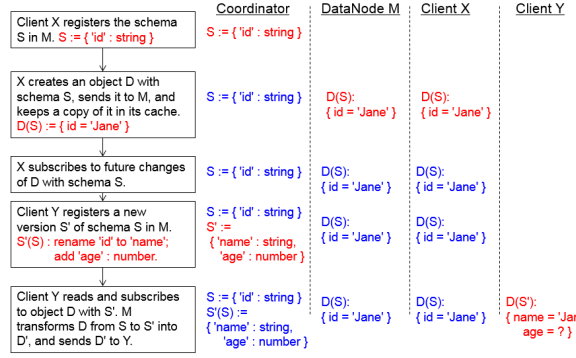 Coordinator DataNode M Client X Client Y
Client X registers the schema
S in M. S := { 'id' : string }
S := { 'id' : string }
X creates an object D with
schema S, sends it to M, and
keeps a copy of it in its cache.
D(S) := { id = 'Jane' }
S := { 'id' : string }
D(S):
{ id = 'Jane' }
D(S):
{ id = 'Jane' }
X subscribes to future changes
of D with schema S.
S := { 'id' : string }
D(S):
{ id = 'Jane' }
D(S):
{ id = 'Jane' }
Client Y registers a new
version S' of schema S in M.
S'(S) : rename 'id' to 'name';
add 'age' : number.
S := { 'id' : string }
S' :=
{ 'name' : string,
'age' : number }
D(S):
{ id = 'Jane' }
D(S):
{ id = 'Jane' }
Client Y reads and subscribes
to object D with S'. M
transforms D from S to S' into
D', and sends D' to Y.
S := { 'id' : string }
S'(S) :=
{ 'name' : string,
'age' : number }
D(S):
{ id = 'Jane' }
D(S):
{ id = 'Jane' }
D(S'):
{ name =
age = ? }